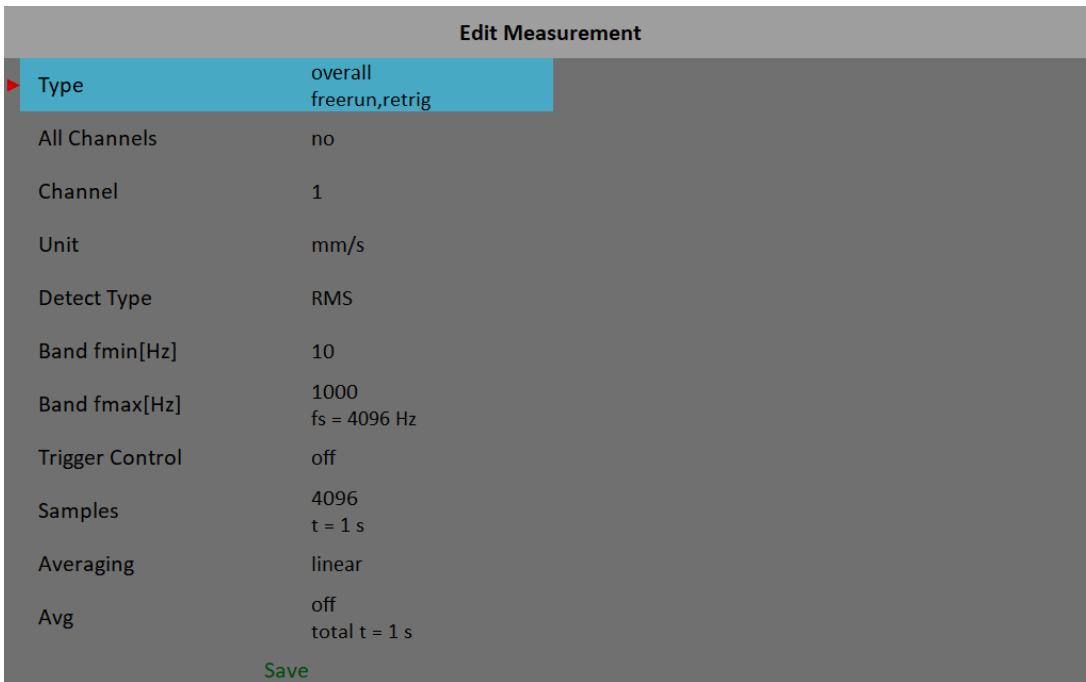 Edit Measurement
Type overall
freerun,retrig
All Channels no
Channel 1
Unit mm/s
Detect Type RMS
Band fmin[Hz] 10
Band fmax[Hz] 1000
fs = 4096 Hz
Trigger Control off
Samples 4096
t = 1 s
Averaging linear
Avg off
total t = 1 s
Save